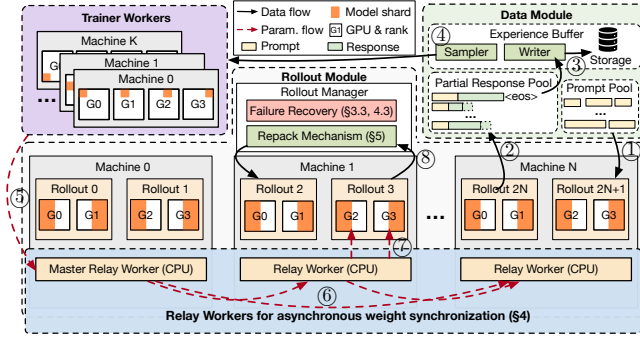 Trainer Workers
Machine K
Machine 1
Machine 0
G0
G1
G2
G3
G0
...
Data flow
Param. flow
Prompt
Model shard
G1 GPU & rank
Response
Data Module
Experience Buffer
④
Sampler
Writer
③
Storage
Partial Response Pool
<eos>
...
Prompt Pool
...
Rollout Module
Rollout Manager
Failure Recovery (§3.3, 4.3)
Repack Mechanism (§5)
⑧
②
①
⑤
Machine 0
Rollout 0
Rollout 1
G0
G1
G2
G3
Machine 1
Rollout 2
Rollout 3
G0
G1
G2
G3
...
Machine N
Rollout 2N
Rollout 2N+1
G0
G1
G2
G3
⑦
Master Relay Worker (CPU)
Relay Worker (CPU)
Relay Worker (CPU)
⑥
Relay Workers for asynchronous weight synchronization (§4)